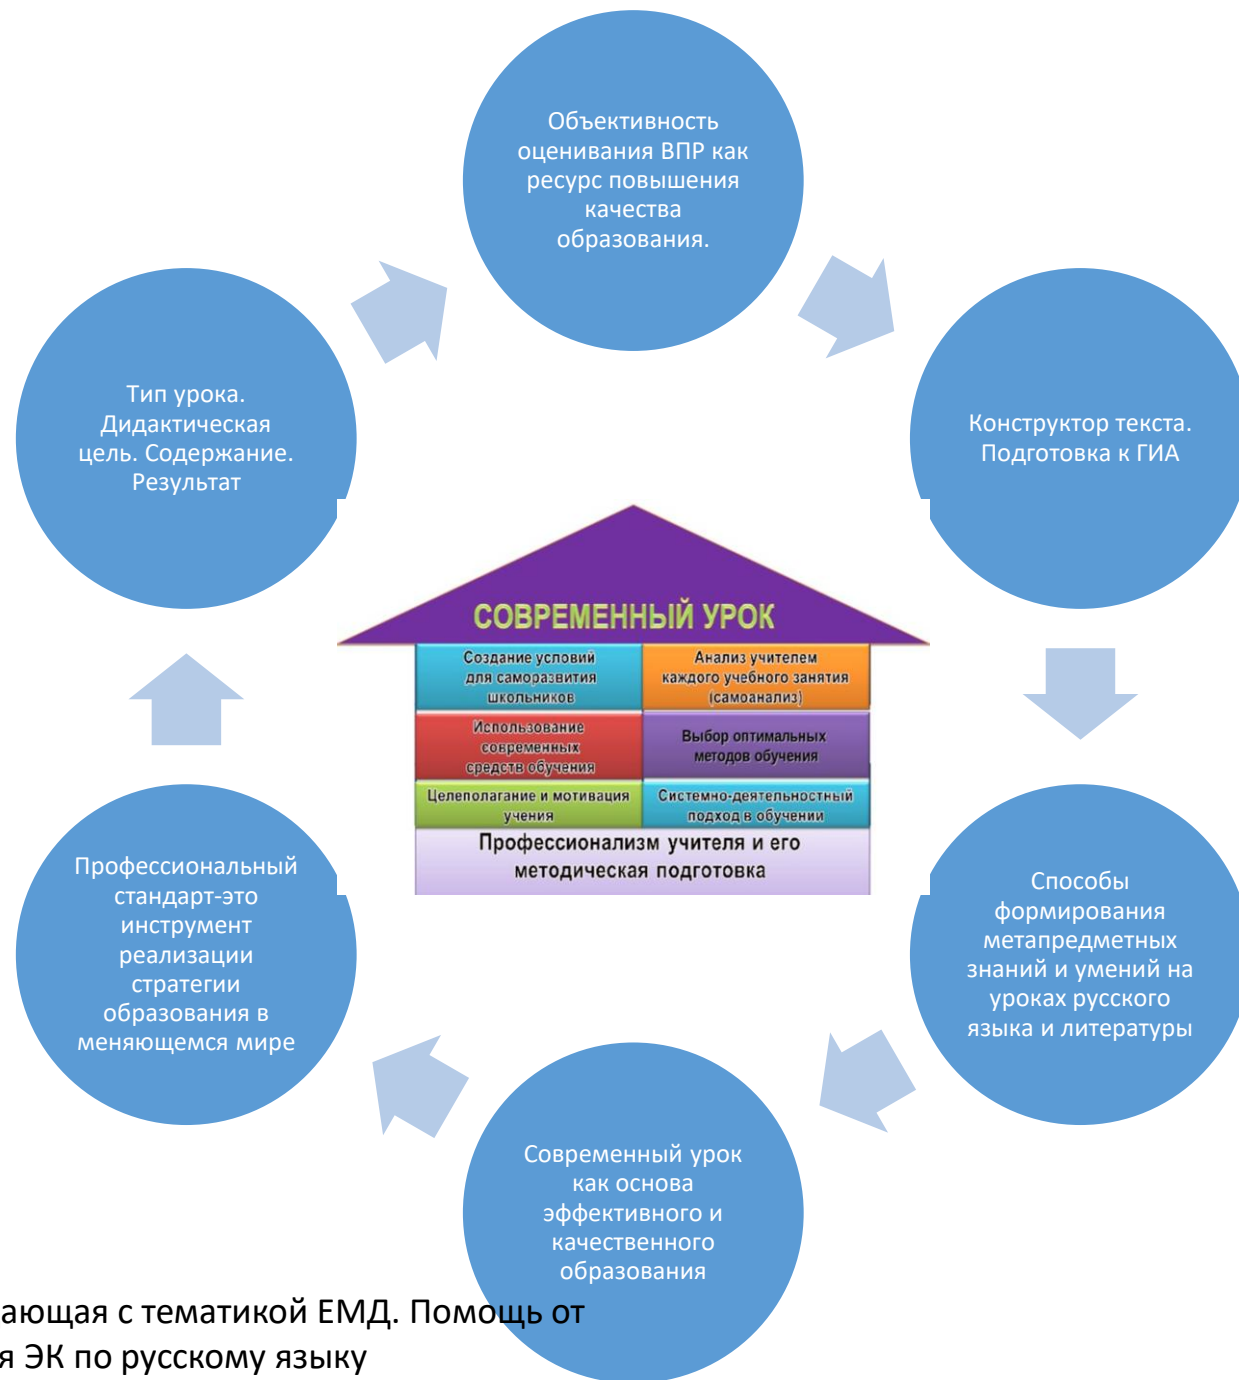 Объективность
оценивания ВПР как
ресурс повышения
качества
образования.
Конструктор текста.
Подготовка к ГИА
Способы
формирования
метапредметных
знаний и умений на
уроках русского
языка и литературы
Современный урок
как основа
эффективного и
качественного
образования
Профессиональный
стандарт-это
инструмент
реализации
стратегии
образования в
меняющемся мире
Тип урока.
Дидактическая
цель. Содержание.
Результат
СОВРЕМЕННЫЙ УРОК
Создание условий
для саморазвития
школьников
Анализ учителем
каждого учебного занятия
(самоанализ)
Использование
современных
средств обучения
Выбор оптимальных
методов обучения
Целеполагание и мотивация
учения
Системно-деятельностный
подход в обучении
Профессионализм учителя и его
методическая подготовка
ающая с тематикой ЕМД. Помощь от
я ЭК по русскому языку